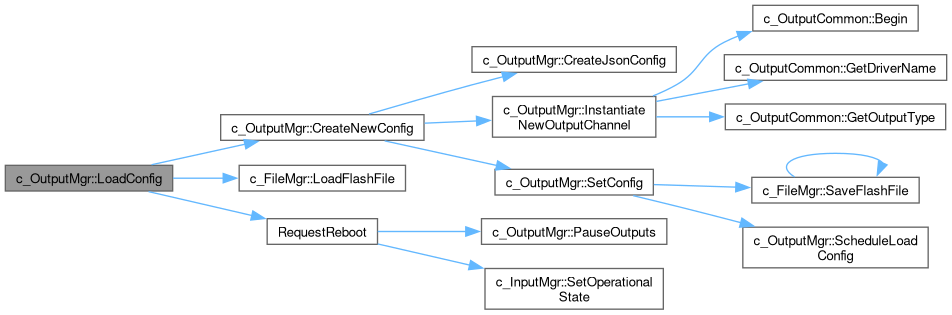 c_OutputMgr::LoadConfig
c_OutputMgr::CreateNewConfig
c_FileMgr::LoadFlashFile
RequestReboot
c_OutputMgr::CreateJsonConfig
c_OutputMgr::Instantiate
NewOutputChannel
c_OutputMgr::SetConfig
c_OutputMgr::PauseOutputs
c_InputMgr::SetOperational
State
c_OutputCommon::Begin
c_OutputCommon::GetDriverName
c_OutputCommon::GetOutputType
c_FileMgr::SaveFlashFile
c_OutputMgr::ScheduleLoad
Config